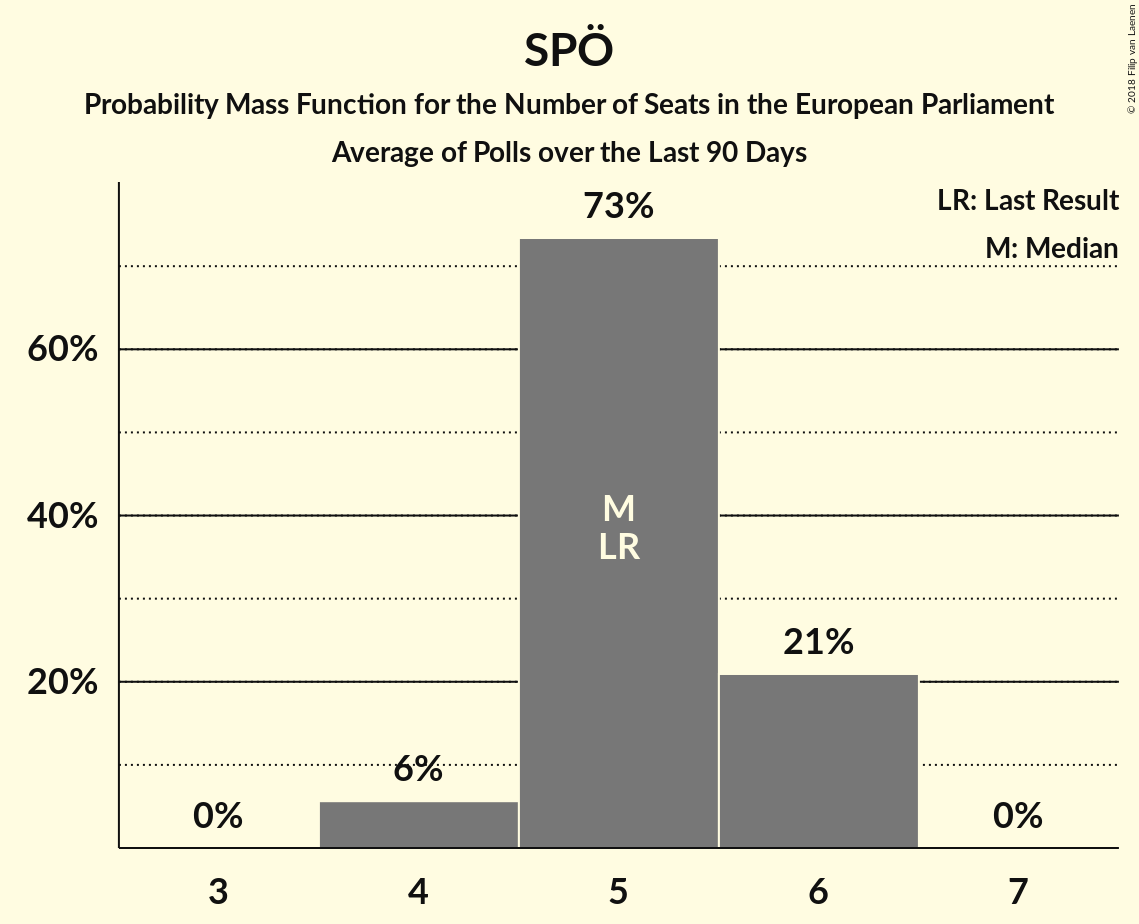 SPÖ
Probability Mass Function for the Number of Seats in the European Parliament
Average of Polls over the Last 90 Days
© 2018 Filip van Laenen
LR: Last Result
M: Median
73%
60%
M
40%
LR
21%
20%
6%
0%
0%
3 4 5 6 7